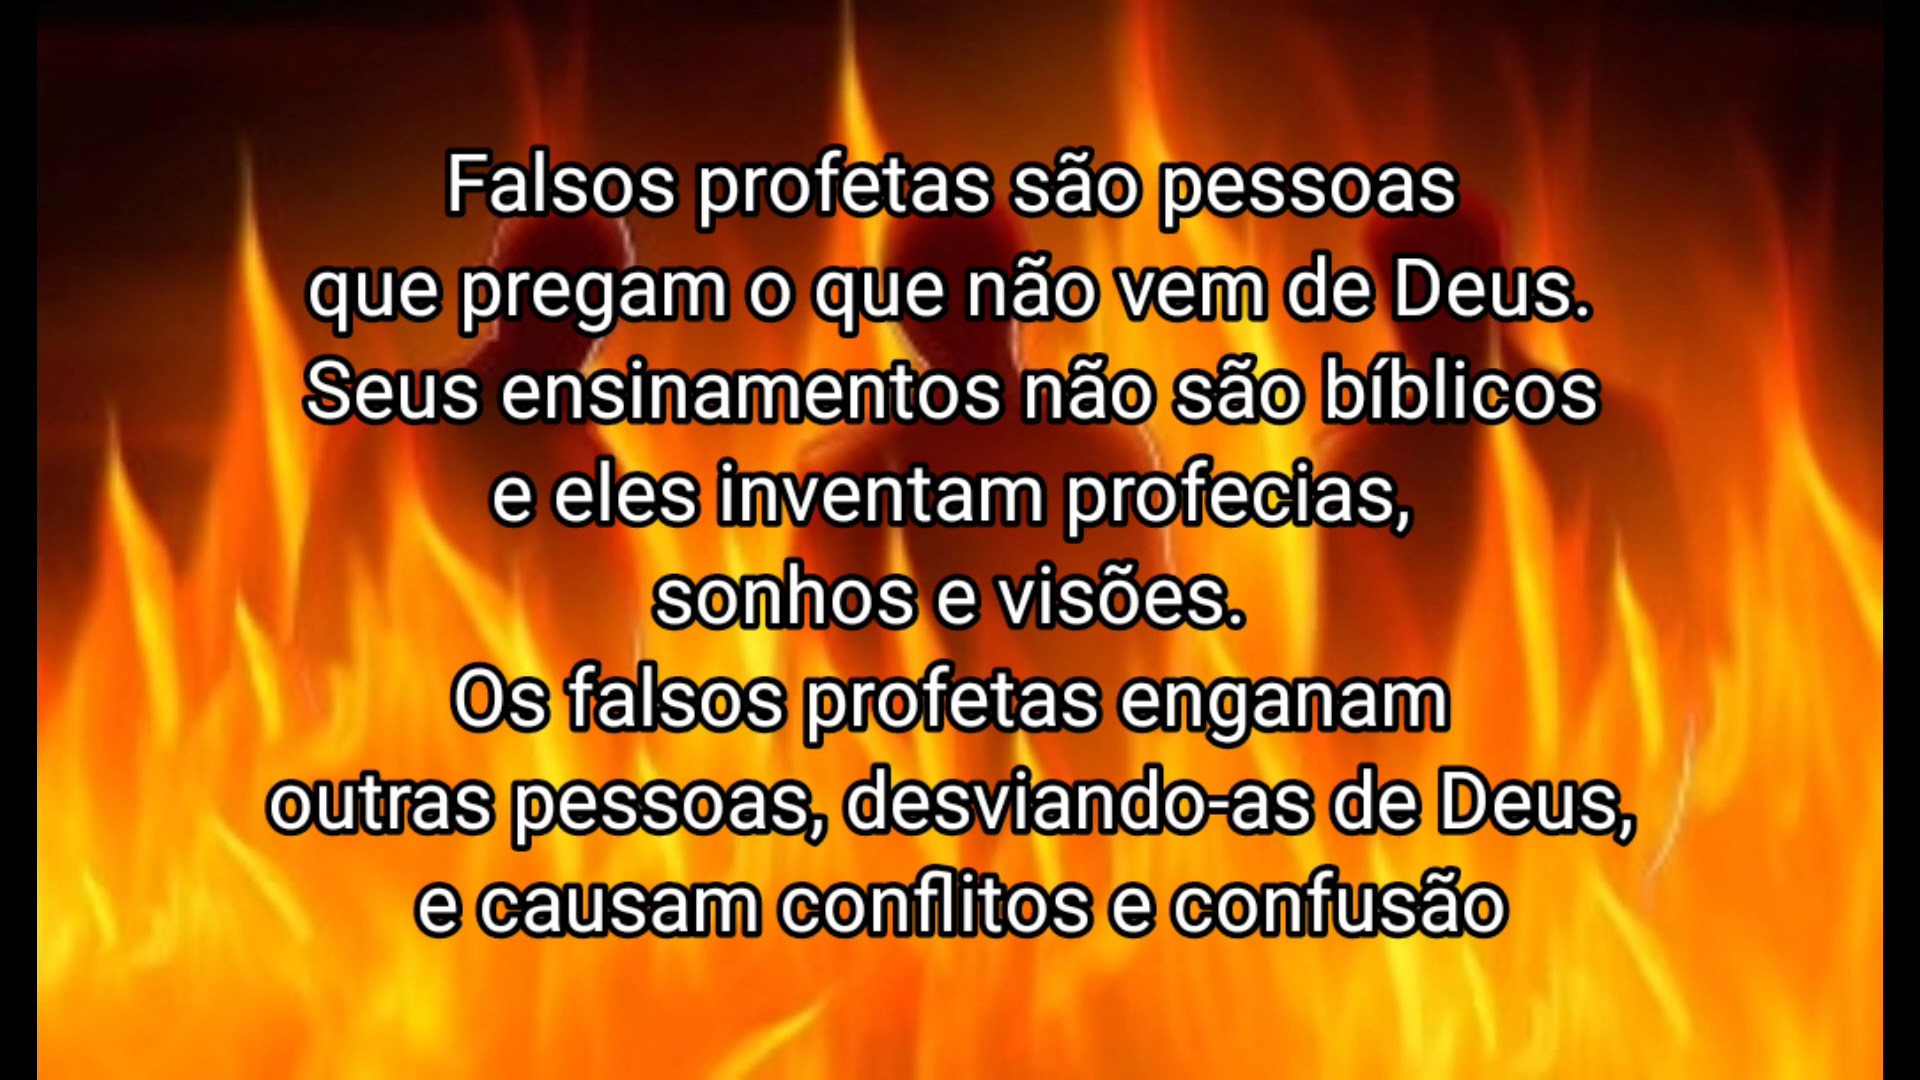 Falsos profetas são pessoas
que pregam o que não vem de Deus.
Seus ensinamentos não são bíblicos
e eles inventam profecias,
sonhos e visões.
Os falsos profetas enganam
outras pessoas, desviando-as de Deus,
e causam conflitos e confusão